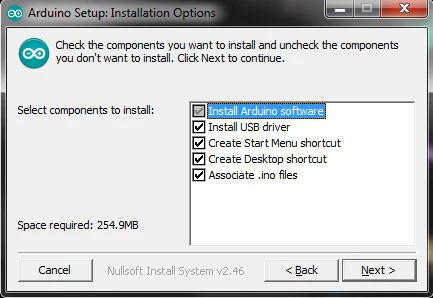 Arduino Setup: Installation Options
Check the components you want to install and uncheck the components
you don't want to install. Click Next to continue.
Select components to install:
Install Arduino software
Install USB driver
Create Start Menu shortcut
Create Desktop shortcut
Associate .ino files
Space required: 254.9MB
Cancel
Nullsoft Install System v2.46
< Back
Next >